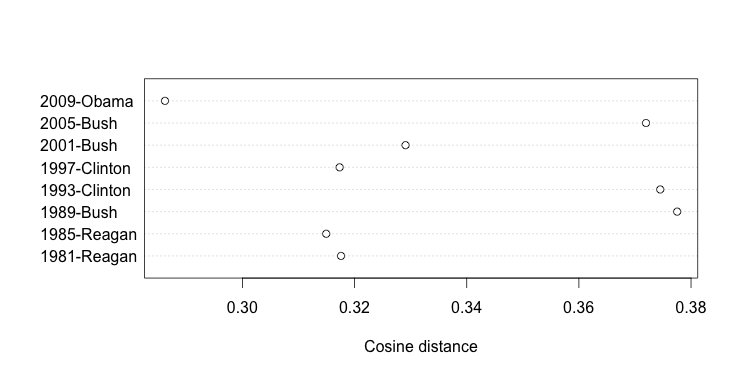 2009-Obama
2005-Bush
2001-Bush
1997-Clinton
1993-Clinton
1989-Bush
1985-Reagan
1981-Reagan
0.30 0.32 0.34 0.36 0.38
Cosine distance